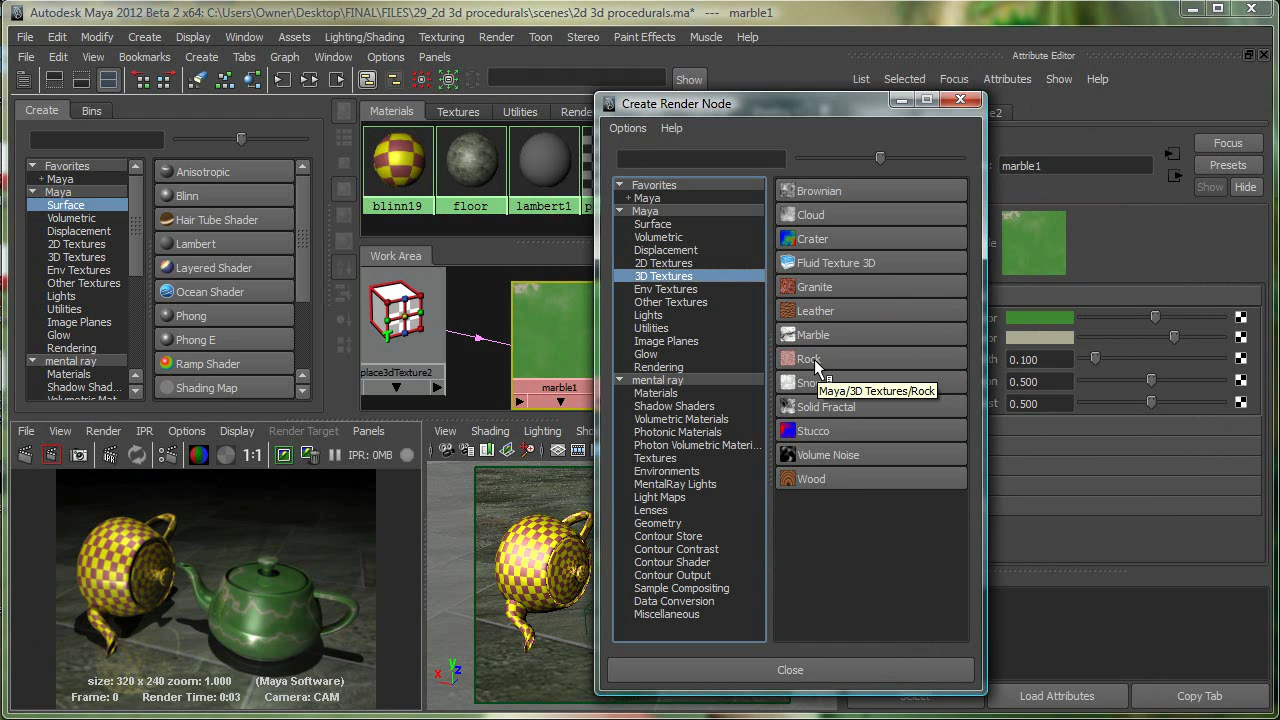 Autodesk Maya 2012 Beta 2 x64: C:\Users\Owner\Desktop\FINAL\FILES\29_2d 3d procedurals\scenes\2d 3d procedurals.ma* --- marble1
File Edit Modify Create Display Window Assets Lighting/Shading Texturing Render Toon Stereo Paint Effects Muscle Help
File Edit View Bookmarks Create Tabs Graph Window Options Panels
Show
Create Bins
Favorites
+ Maya
Maya
Surface
Volumetric
Displacement
2D Textures
3D Textures
Env Textures
Other Textures
Lights
Utilities
Image Planes
Glow
Rendering
mental ray
Materials
Shadow Shad...
Volumetric Mat
Anisotropic
Blinn
Hair Tube Shader
Lambert
Layered Shader
Ocean Shader
Phong
Phong E
Ramp Shader
Shading Map
Materials Textures Utilities Rende
blinn19 floor lambert1
Work Area
place3dTexture2
marble1
File View Render IPR Options Display Render Target Panels
1:1 IPR: 0MB
size: 320 x 240 zoom: 1.000 (Maya Software)
Frame: 0 Render Time: 0:03 Camera: CAM
View Shading Lighting
Create Render Node
Options Help
Favorites
+ Maya
Maya
Surface
Volumetric
Displacement
2D Textures
3D Textures
Env Textures
Other Textures
Lights
Utilities
Image Planes
Glow
Rendering
mental ray
Materials
Shadow Shaders
Volumetric Materials
Photonic Materials
Photon Volumetric Materi...
Textures
Environments
MentalRay Lights
Light Maps
Lenses
Geometry
Contour Store
Contour Contrast
Contour Shader
Contour Output
Sample Compositing
Data Conversion
Miscellaneous
Brownian
Cloud
Crater
Fluid Texture 3D
Granite
Leather
Marble
Rock
Maya/3D Textures/Rock
Solid Fractal
Stucco
Volume Noise
Wood
Close
Attribute Editor
List Selected Focus Attributes Show Help
marble1
Focus
Presets
Show Hide
0.100
0.500
0.500
Load Attributes
Copy Tab